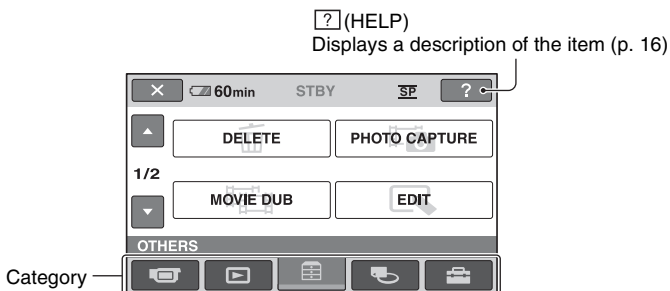 ? (HELP)
Displays a description of the item (p. 16)
60min STBY SP ?
DELETE PHOTO CAPTURE
1/2
MOVIE DUB EDIT
OTHERS
Category